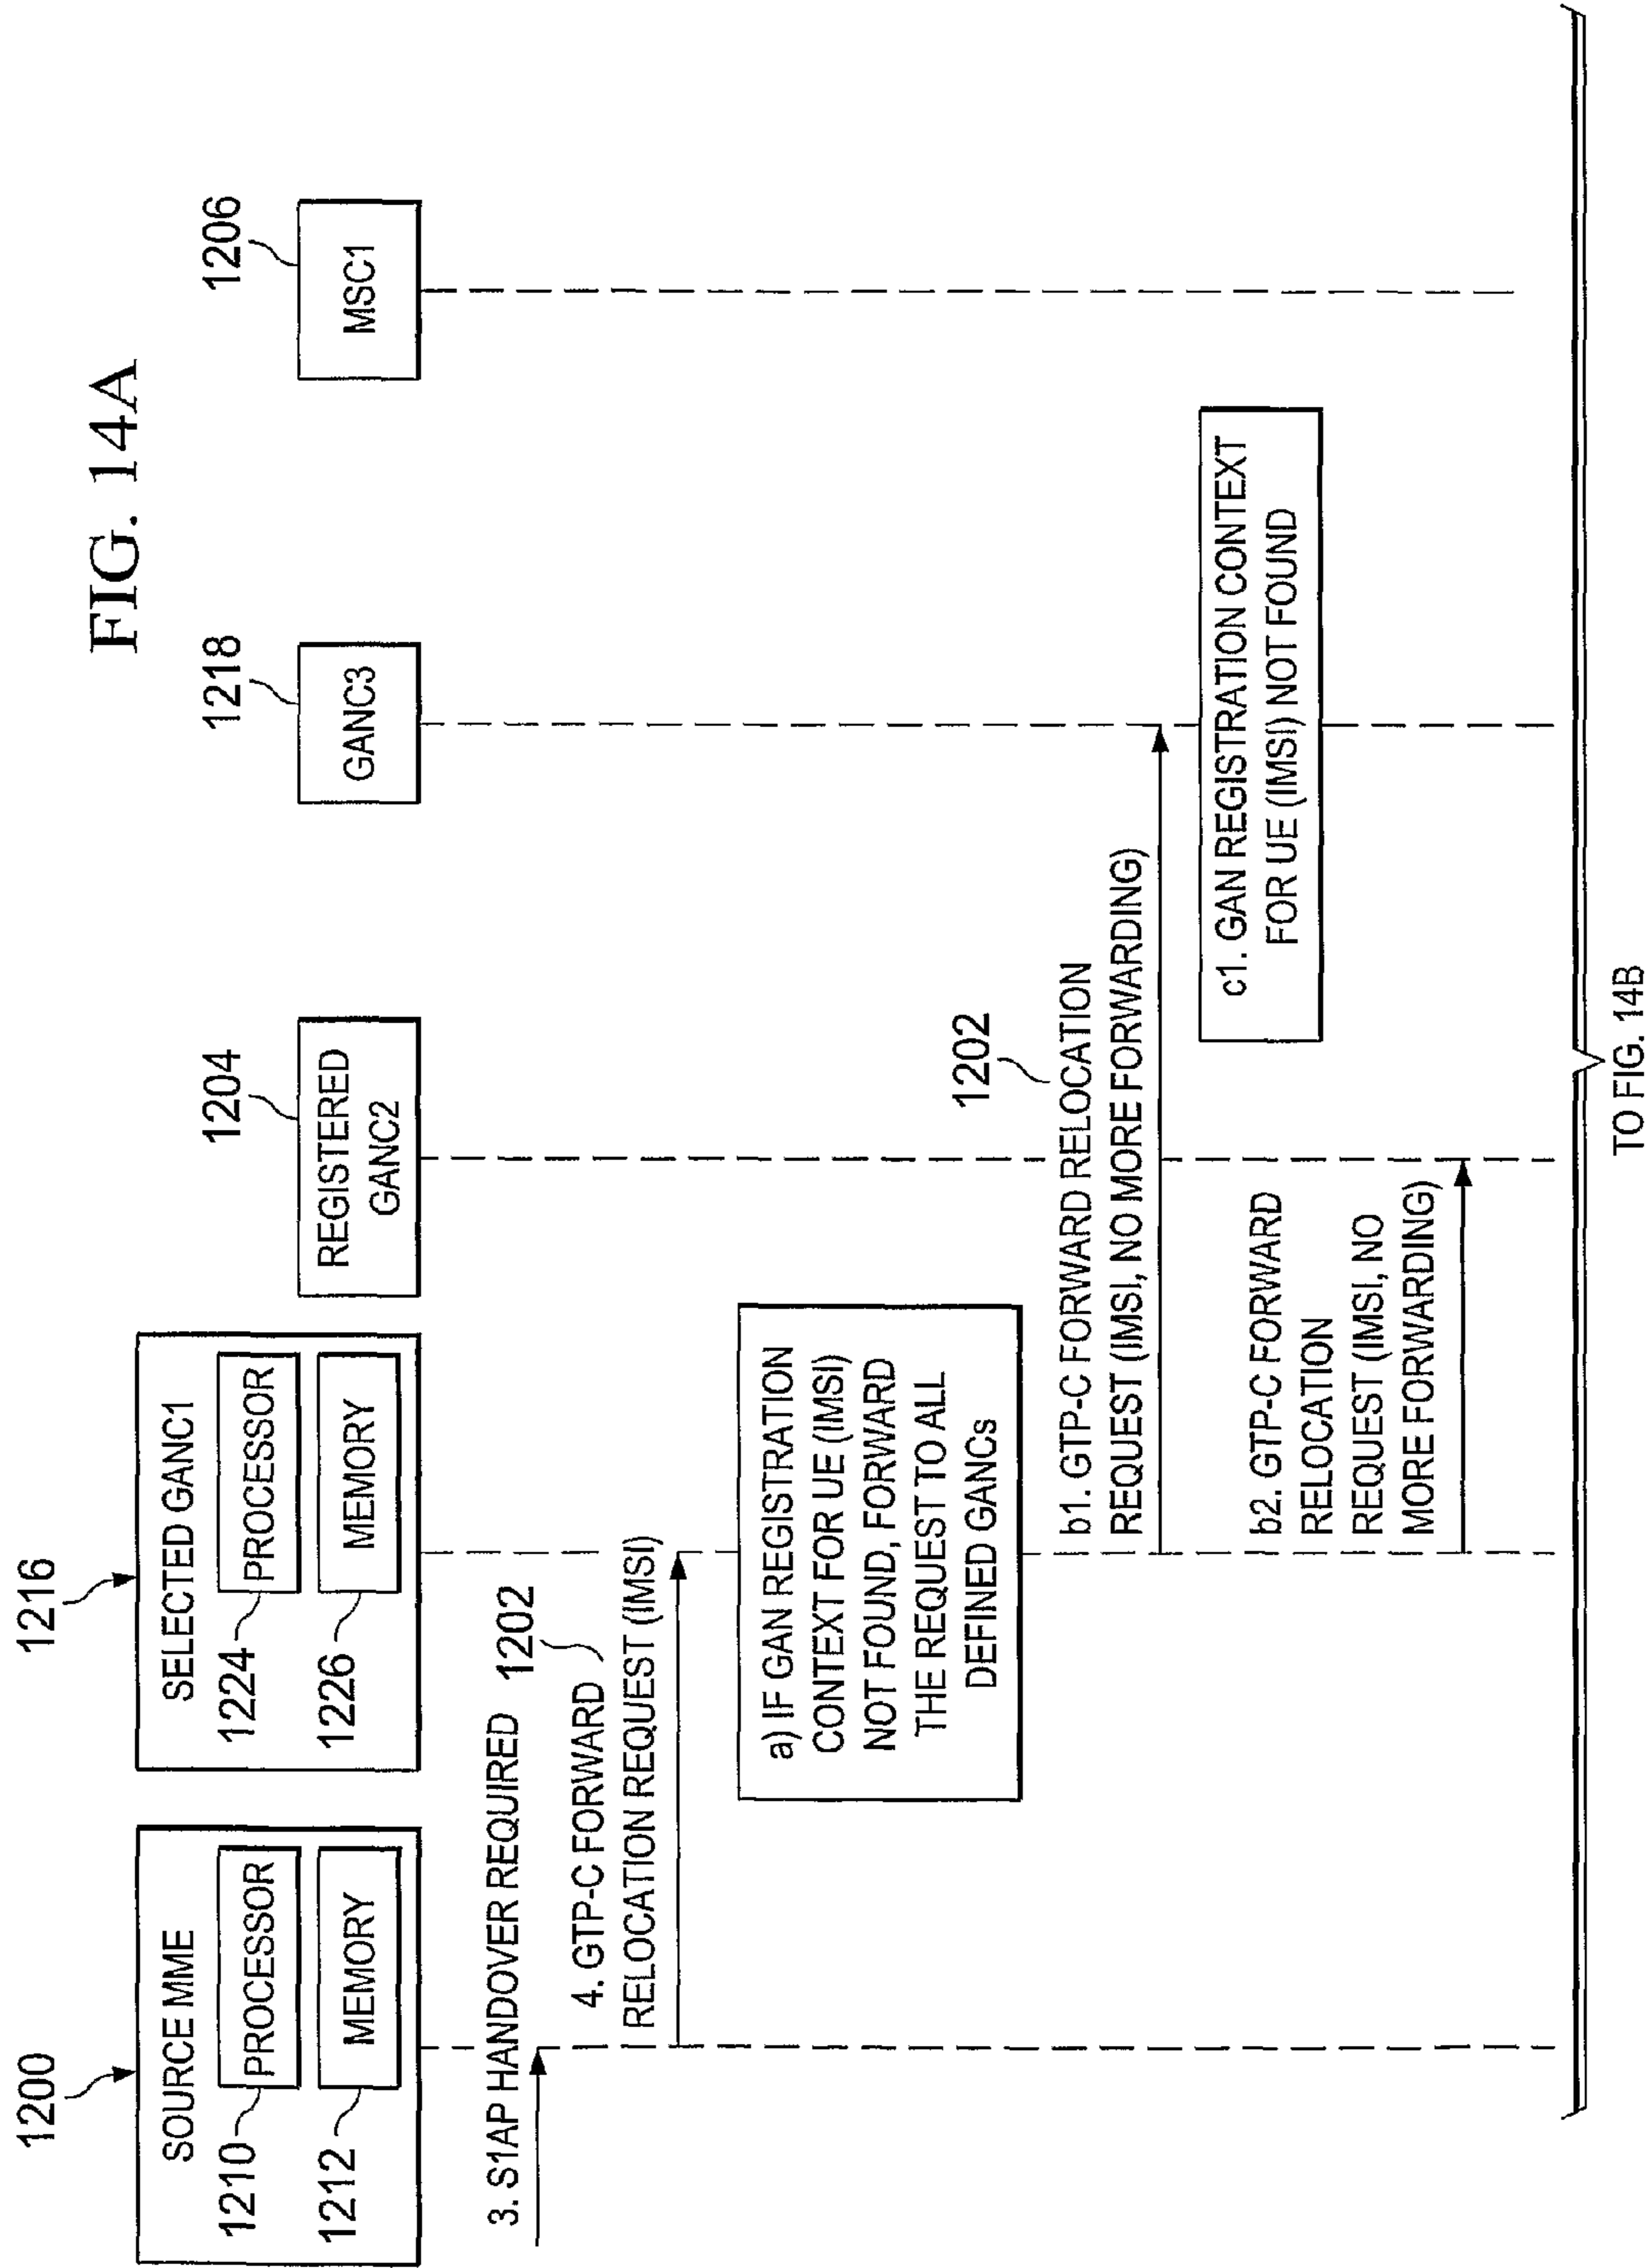 FIG. 14A
1200
SOURCE MME
1210
PROCESSOR
1212
MEMORY
1216
SELECTED GANC1
1224
PROCESSOR
1226
MEMORY
1204
REGISTERED
GANC2
1218
GANC3
1206
MSC1
3. S1AP HANDOVER REQUIRED
1202
4. GTP-C FORWARD
RELOCATION REQUEST (IMSI)
a) IF GAN REGISTRATION
CONTEXT FOR UE (IMSI)
NOT FOUND, FORWARD
THE REQUEST TO ALL
DEFINED GANCs
1202
b1. GTP-C FORWARD RELOCATION
REQUEST (IMSI, NO MORE FORWARDING)
c1. GAN REGISTRATION CONTEXT
FOR UE (IMSI) NOT FOUND
b2. GTP-C FORWARD
RELOCATION
REQUEST (IMSI, NO
MORE FORWARDING)
TO FIG. 14B